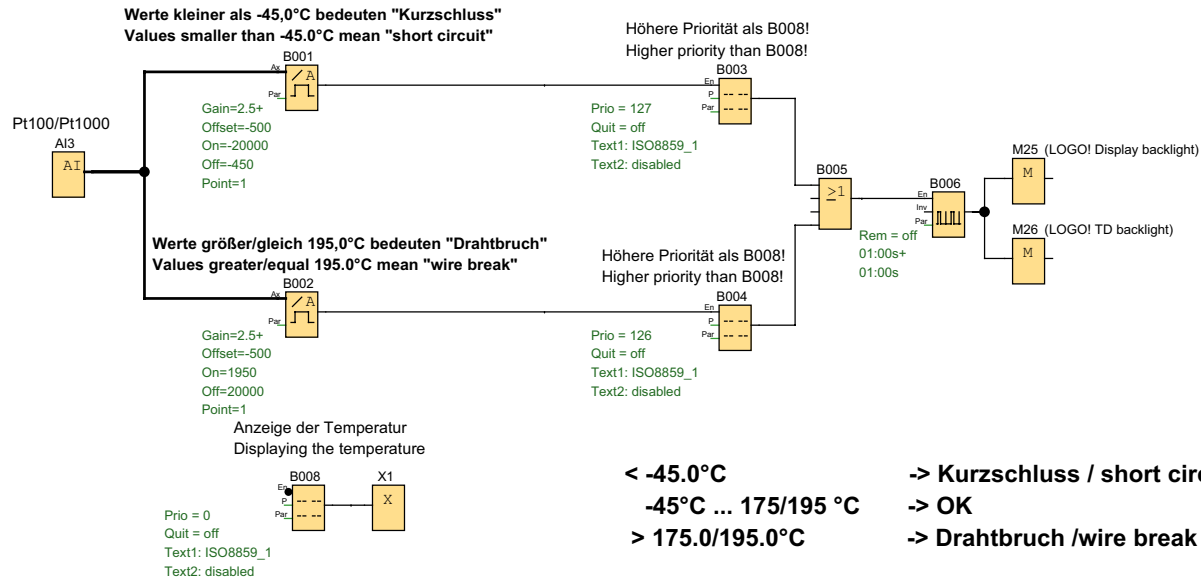 Werte kleiner als -45,0°C bedeuten "Kurzschluss"
Values smaller than -45.0°C mean "short circuit"
B001
Ax
Par
/A
Gain=2.5+
Offset=-500
On=-20000
Off=-450
Point=1
Höhere Priorität als B008!
Higher priority than B008!
B003
En
P
Par
Prio = 127
Quit = off
Text1: ISO8859_1
Text2: disabled
Pt100/Pt1000
AI3
AI
B005
≥1
B006
En
Inv
Par
Rem = off
01:00s+
01:00s
M25 (LOGO! Display backlight)
M
M26 (LOGO! TD backlight)
M
Werte größer/gleich 195,0°C bedeuten "Drahtbruch"
Values greater/equal 195.0°C mean "wire break"
B002
Ax
Par
/A
Gain=2.5+
Offset=-500
On=1950
Off=20000
Point=1
Höhere Priorität als B008!
Higher priority than B008!
B004
En
P
Par
Prio = 126
Quit = off
Text1: ISO8859_1
Text2: disabled
Anzeige der Temperatur
Displaying the temperature
B008
En
P
Par
X1
X
Prio = 0
Quit = off
Text1: ISO8859_1
Text2: disabled
< -45.0°C -> Kurzschluss / short circ
-45°C ... 175/195 °C -> OK
> 175.0/195.0°C -> Drahtbruch /wire break